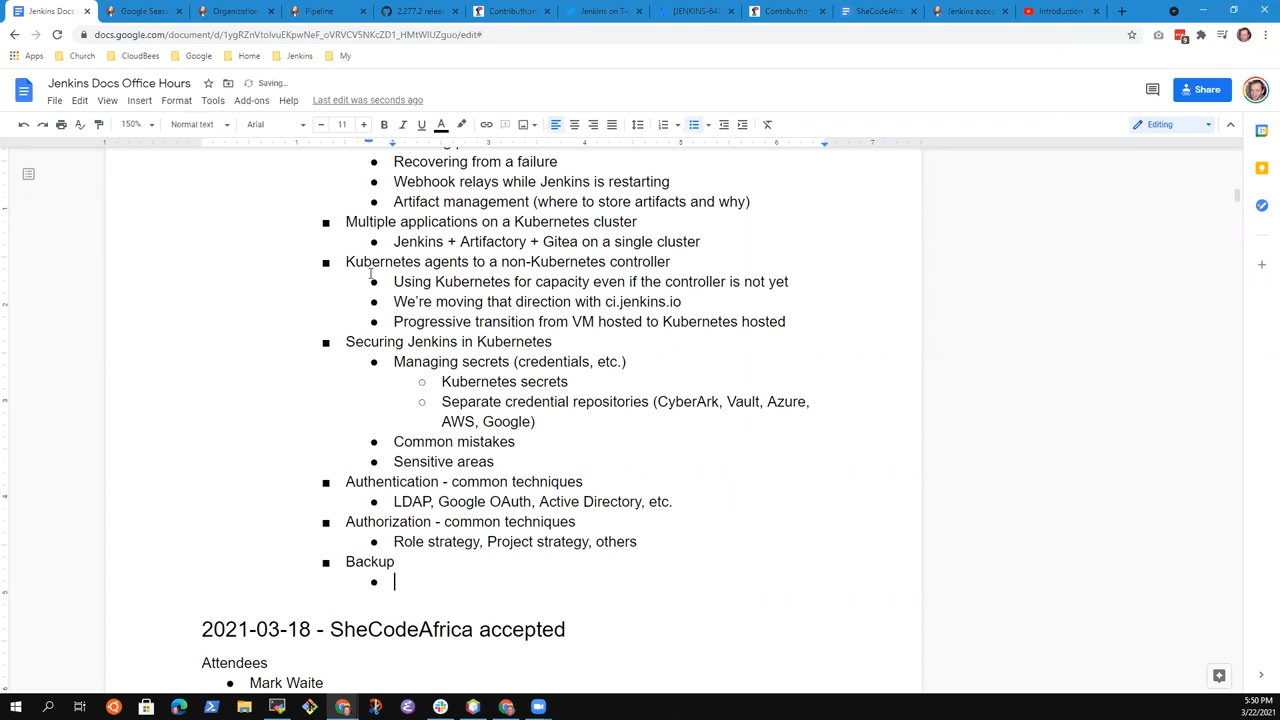 Jenkins Docs
Google Seas
Organization
Pipeline
2.277.2 relea
Contributhon
Jenkins on Tw
[JENKINS-64
Contributhon
SheCodeAfric
Jenkins acce
Introduction
docs.google.com/document/d/1ygRZnVtoIvuEKpwNeF_oVRVCV5NKcZD1_HMtWIUZguo/edit#
Apps
Church
CloudBees
Google
Home
Jenkins
My
Jenkins Docs Office Hours
Saving...
File Edit View Insert Format Tools Add-ons Help Last edit was seconds ago
Share
150% Normal text Arial 11
Editing
Recovering from a failure
Webhook relays while Jenkins is restarting
Artifact management (where to store artifacts and why)
Multiple applications on a Kubernetes cluster
Jenkins + Artifactory + Gitea on a single cluster
Kubernetes agents to a non-Kubernetes controller
Using Kubernetes for capacity even if the controller is not yet
We're moving that direction with ci.jenkins.io
Progressive transition from VM hosted to Kubernetes hosted
Securing Jenkins in Kubernetes
Managing secrets (credentials, etc.)
Kubernetes secrets
Separate credential repositories (CyberArk, Vault, Azure,
AWS, Google)
Common mistakes
Sensitive areas
Authentication - common techniques
LDAP, Google OAuth, Active Directory, etc.
Authorization - common techniques
Role strategy, Project strategy, others
Backup
2021-03-18 - SheCodeAfrica accepted
Attendees
Mark Waite
5:50 PM
3/22/2021